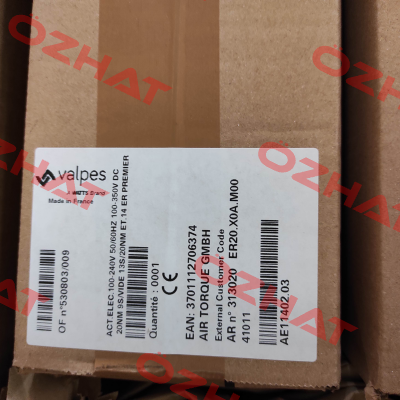 valpes
A WATTS Brand
Made in France
OF n°530803/009
ACT.ELEC.100-240V 50/60HZ 100-350V DC
20NM 9S/VIDE 13S/20NM ET.14 ER PREMIER
Quantité : 0001
CE
EAN: 3701112706374
AIR TORQUE GMBH
External Customer Code
AR n° 313020 ER20.X0A.M00
41011
AE11402.03
OZHAT
OZHAT
OZHAT
OZHAT
OZHAT